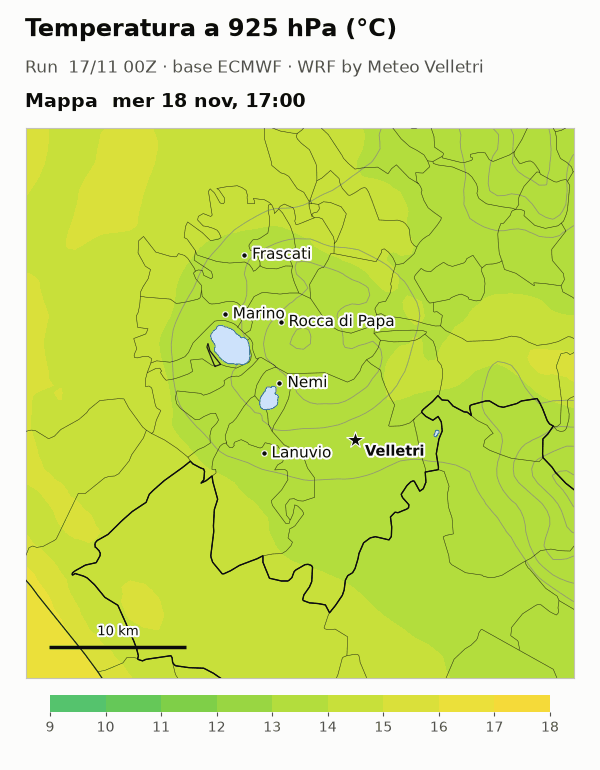 Temperatura a 925 hPa (°C)
Run  17/11 00Z · base ECMWF · WRF by Meteo Velletri
Mappa  mer 18 nov, 17:00
Frascati
Marino
Rocca di Papa
Nemi
Velletri
Lanuvio
10 km
9 10 11 12 13 14 15 16 17 18